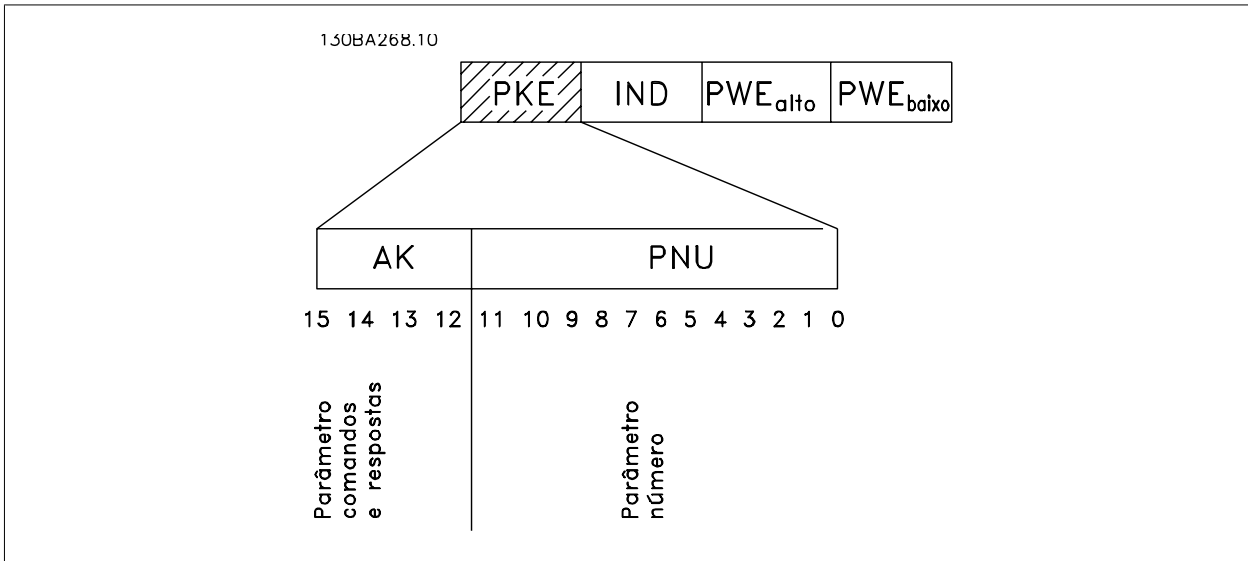 130BA268.10
PKE IND PWEalto PWEbaixo
AK PNU
15 14 13 12 11 10 9 8 7 6 5 4 3 2 1 0
Parâmetro
comandos
e respostas
Parâmetro
número